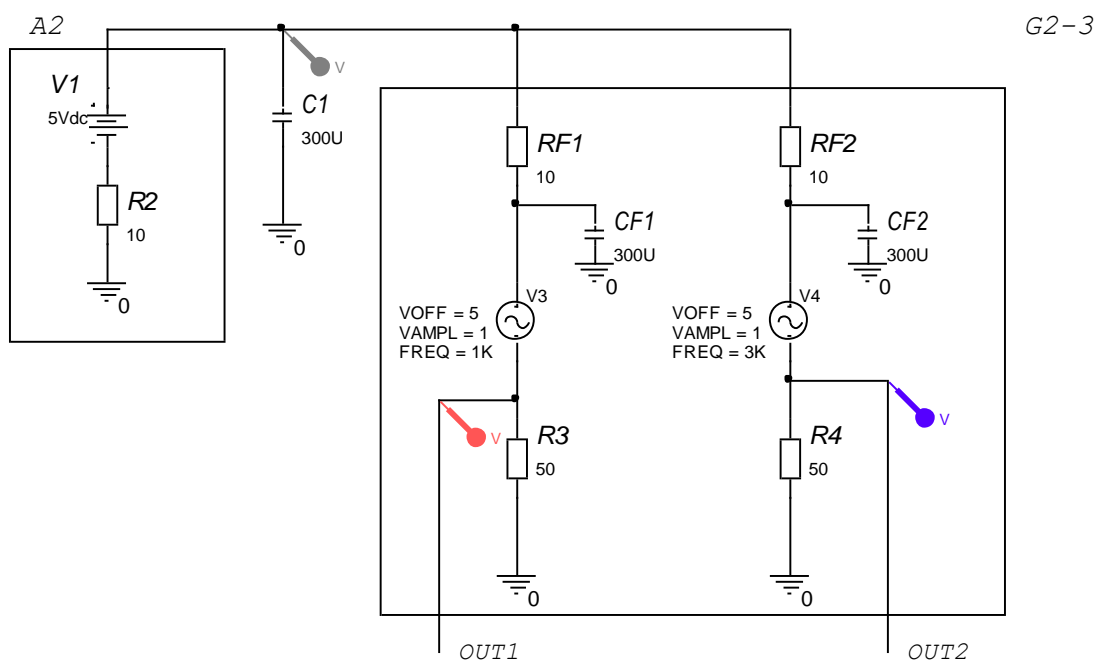 A2
G2-3
V1
5Vdc
R2
10
0
C1
300U
0
V
RF1
10
CF1
300U
0
V3
VOFF = 5
VAMPL = 1
FREQ = 1K
R3
50
0
V
OUT1
RF2
10
CF2
300U
0
V4
VOFF = 5
VAMPL = 1
FREQ = 3K
R4
50
0
V
OUT2